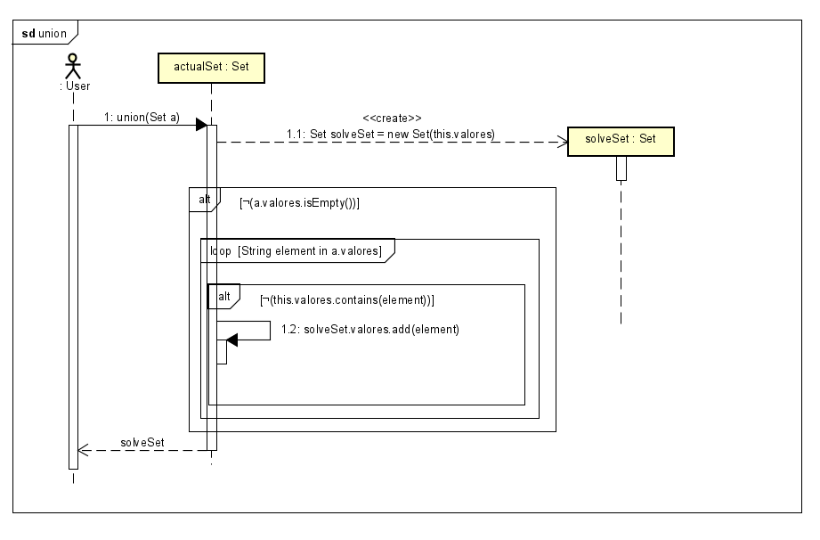 sd union
actualSet : Set
: User
1: union(Set a)
<<create>>
1.1: Set solveSet = new Set(this.valores)
solveSet : Set
alt
[¬(a.valores.isEmpty())]
loop [String element in a.valores]
alt
[¬(this.valores.contains(element))]
1.2: solveSet.valores.add(element)
solveSet